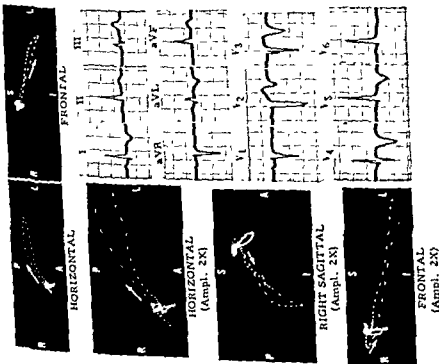 P
L
R
A
HORIZONTAL
S
L
R
I
FRONTAL
P
L
R
A
HORIZONTAL
(Ampl. 2X)
I
II
III
S
P
A
I
RIGHT SAGITTAL
(Ampl. 2X)
aVR
aVL
aVF
V1
V2
V3
S
R
L
I
FRONTAL
(Ampl. 2X)
V4
V5
V6